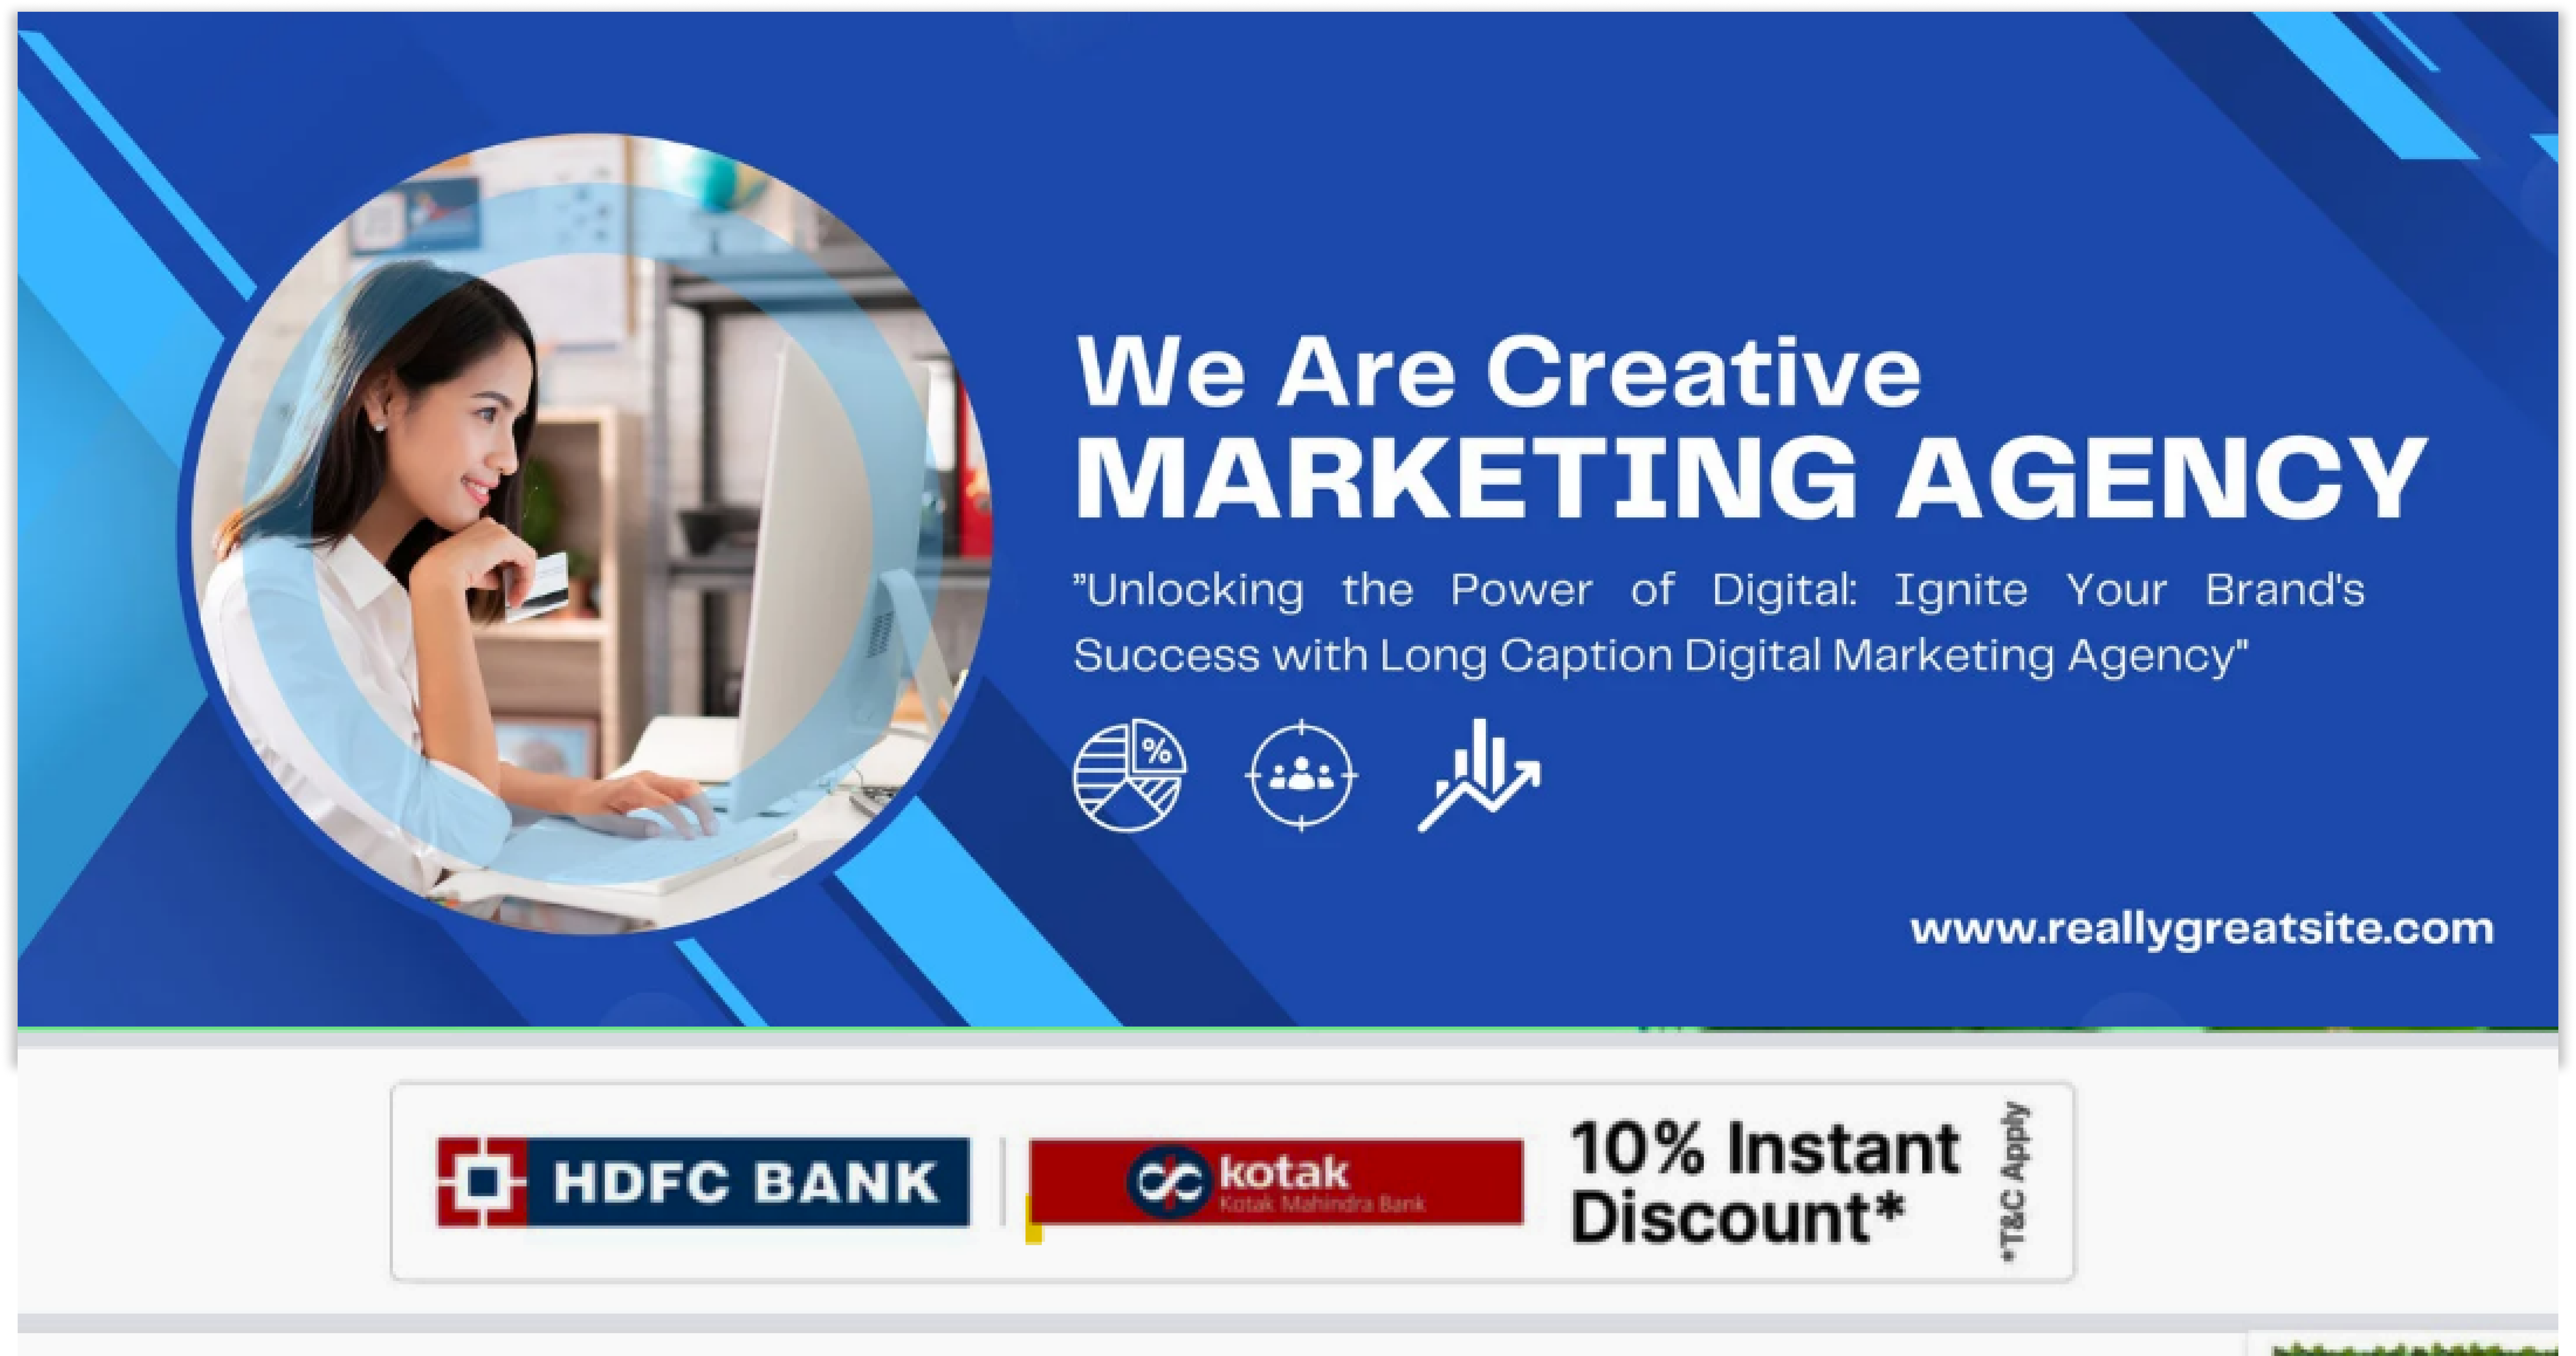 We Are Creative
MARKETING AGENCY
”Unlocking the Power of Digital: Ignite Your Brand's
Success with Long Caption Digital Marketing Agency"
%
www.reallygreatsite.com
HDFC BANK
kotak
Kotak Mahindra Bank
10% Instant
Discount*
*T&C Apply